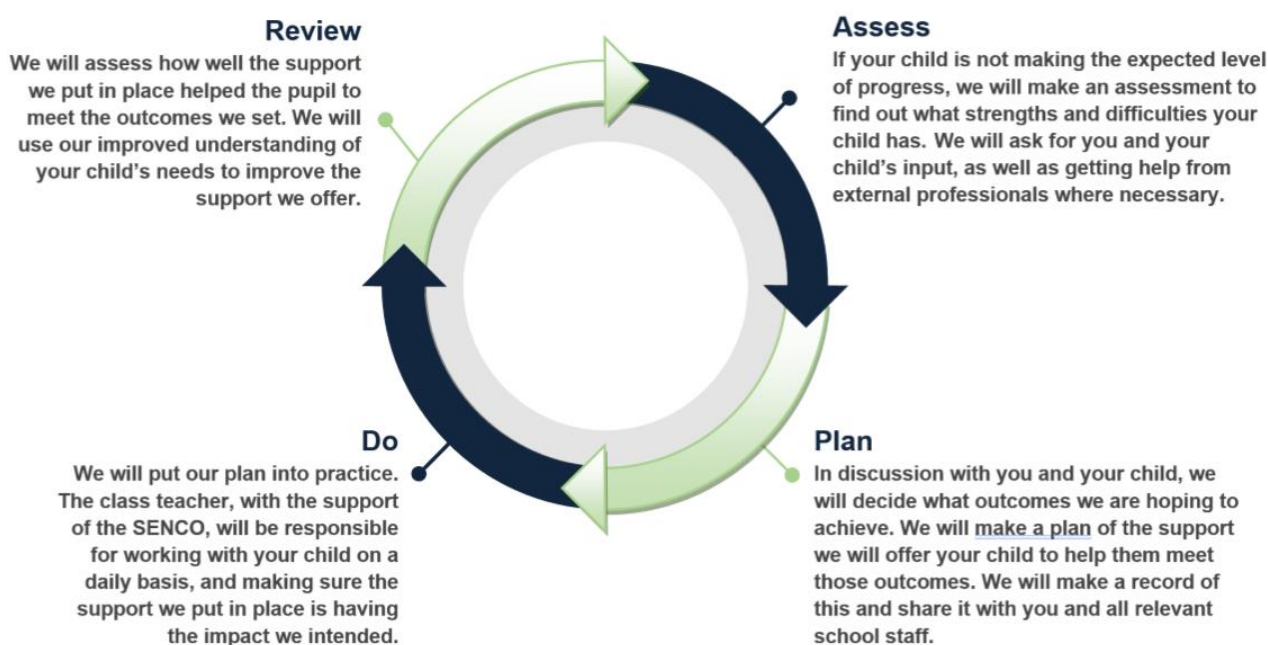 Review
We will assess how well the support
we put in place helped the pupil to
meet the outcomes we set. We will
use our improved understanding of
your child’s needs to improve the
support we offer.
Assess
If your child is not making the expected level
of progress, we will make an assessment to
find out what strengths and difficulties your
child has. We will ask for you and your
child’s input, as well as getting help from
external professionals where necessary.
Do
We will put our plan into practice.
The class teacher, with the support
of the SENCO, will be responsible
for working with your child on a
daily basis, and making sure the
support we put in place is having
the impact we intended.
Plan
In discussion with you and your child, we
will decide what outcomes we are hoping to
achieve. We will make a plan of the support
we will offer your child to help them meet
those outcomes. We will make a record of
this and share it with you and all relevant
school staff.